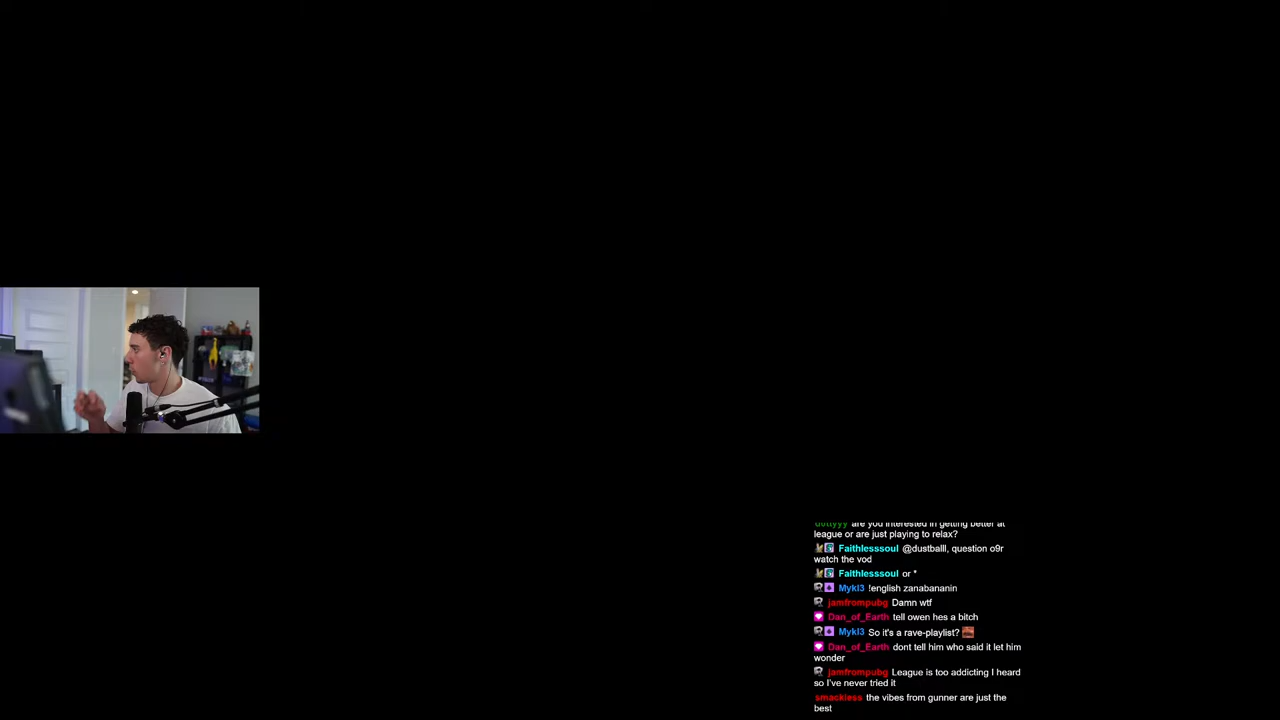 duttyyy are you interested in getting better at
league or are just playing to relax?
Faithlesssoul @dustballl, question o9r
watch the vod
Faithlesssoul or *
Mykl3 !english zanabananin
jamfrompubg Damn wtf
Dan_of_Earth tell owen hes a bitch
Mykl3 So it's a rave-playlist?
Dan_of_Earth dont tell him who said it let him
wonder
jamfrompubg League is too addicting I heard
so I've never tried it
smackless the vibes from gunner are just the
best